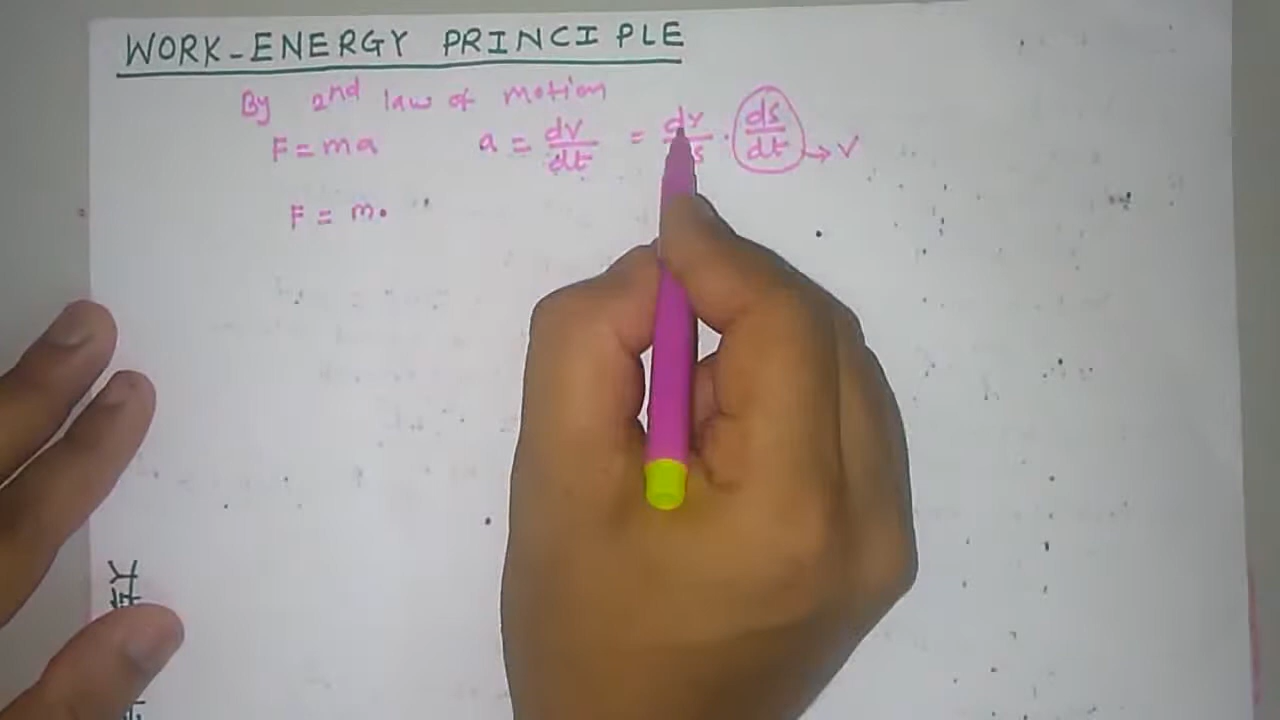 WORK-ENERGY PRINCIPLE
By 2nd law of motion
F = ma a = dv/dt = dv/ds · ds/dt → v
F = m.